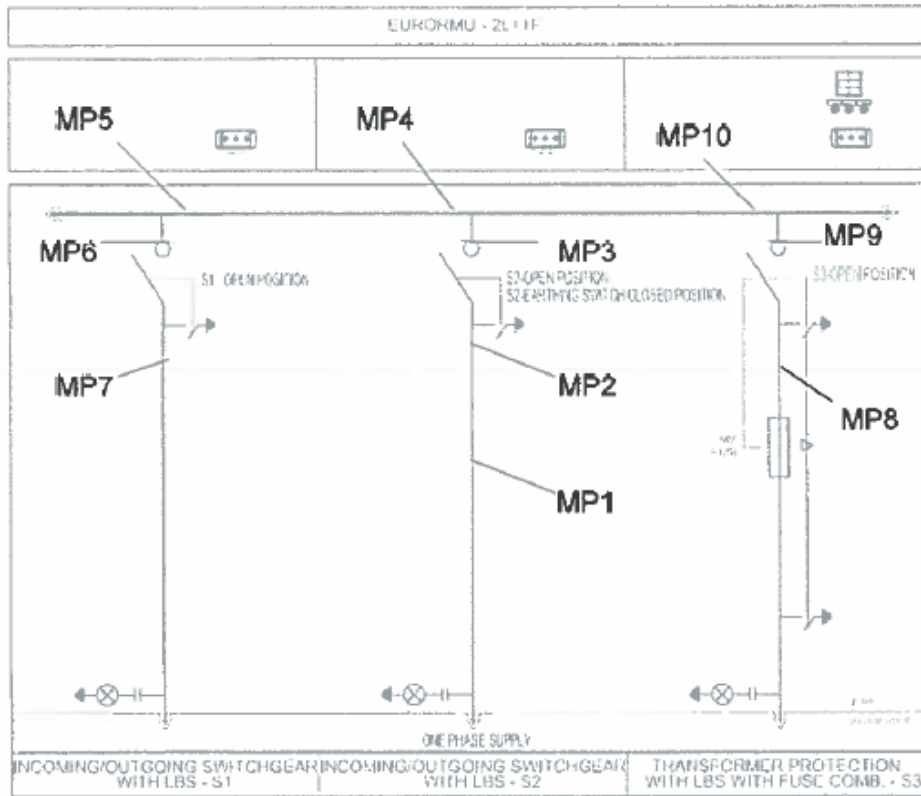 EURORMU - 2L+1F
MP5
MP4
MP10
MP6
MP3
MP9
S1 - OPEN POSITION
S2-OPEN POSITION
S2-EARTHING SWITCH CLOSED POSITION
S3-OPEN POSITION
MP7
MP2
MP8
MP1
ONE PHASE SUPPLY
INCOMING/OUTGOING SWITCHGEAR
WITH LBS - S1
INCOMING/OUTGOING SWITCHGEAR
WITH LBS - S2
TRANSFORMER PROTECTION
WITH LBS WITH FUSE COMB. - S3